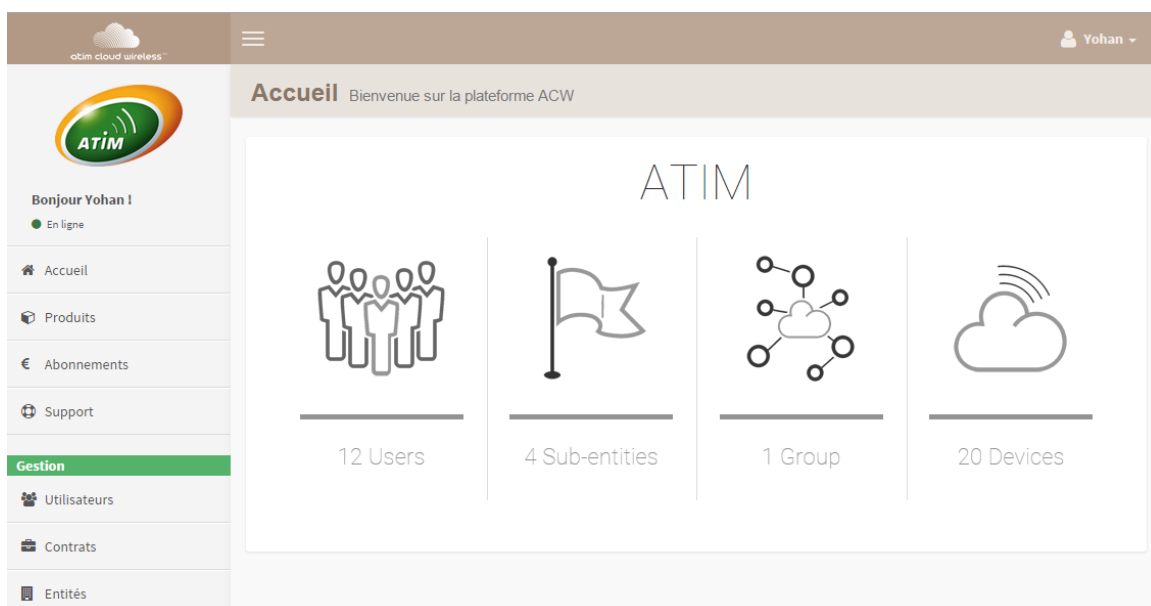 atim cloud wireless™
Yohan
ATIM
Accueil Bienvenue sur la plateforme ACW
Bonjour Yohan !
En ligne
Accueil
Produits
€ Abonnements
Support
Gestion
Utilisateurs
Contrats
Entités
ATIM
12 Users
4 Sub-entities
1 Group
20 Devices